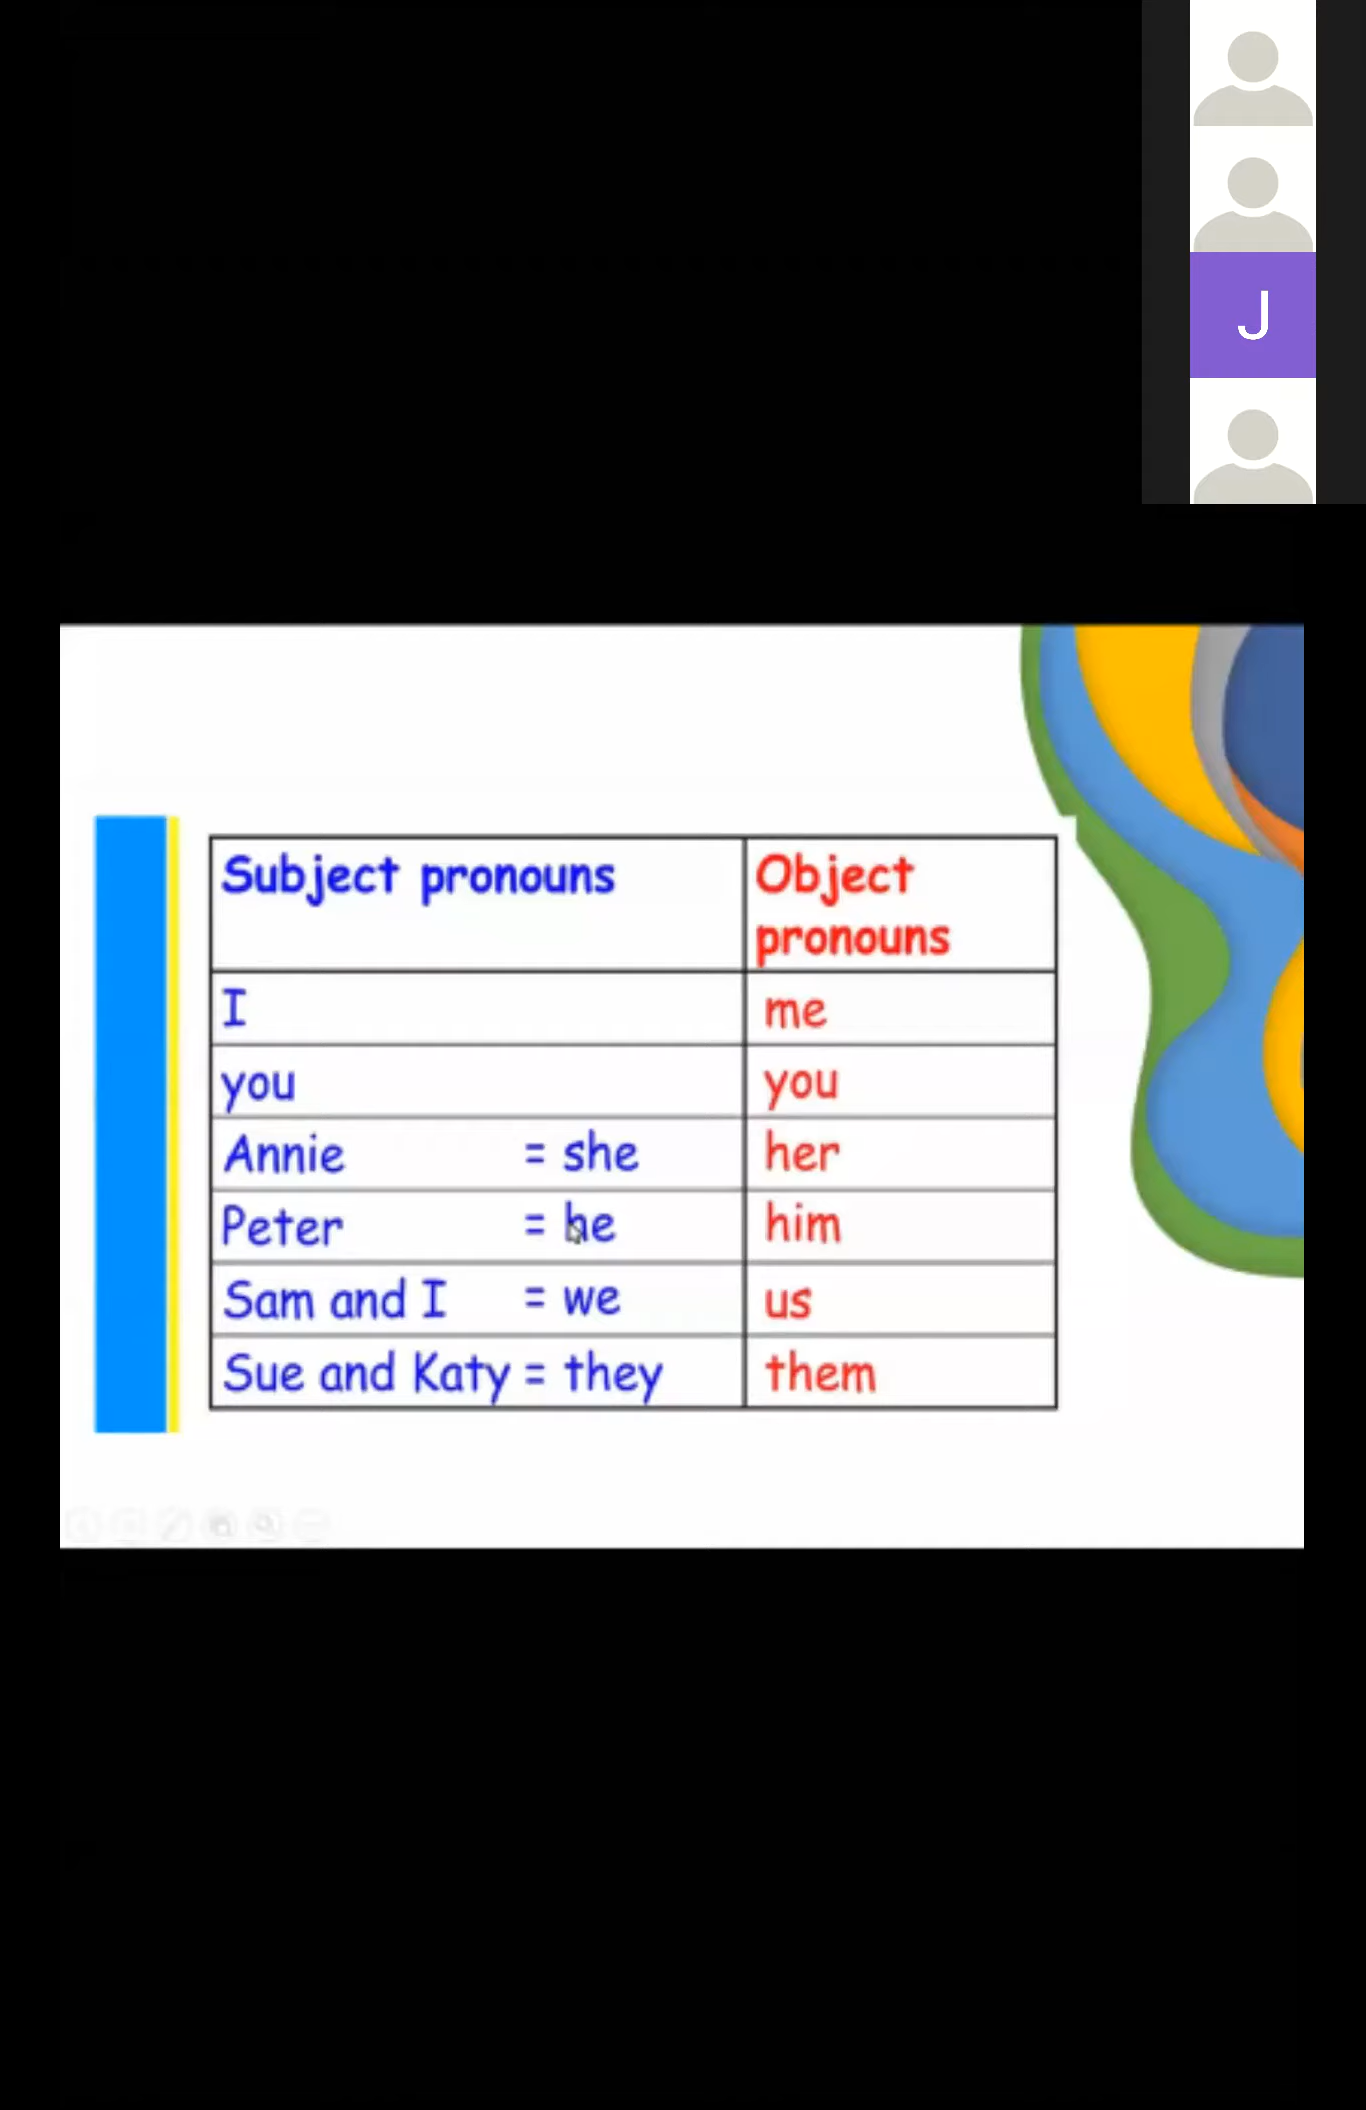 J
Subject pronouns Object
pronouns
I me
you you
Annie = she her
Peter = he him
Sam and I = we us
Sue and Katy = they them